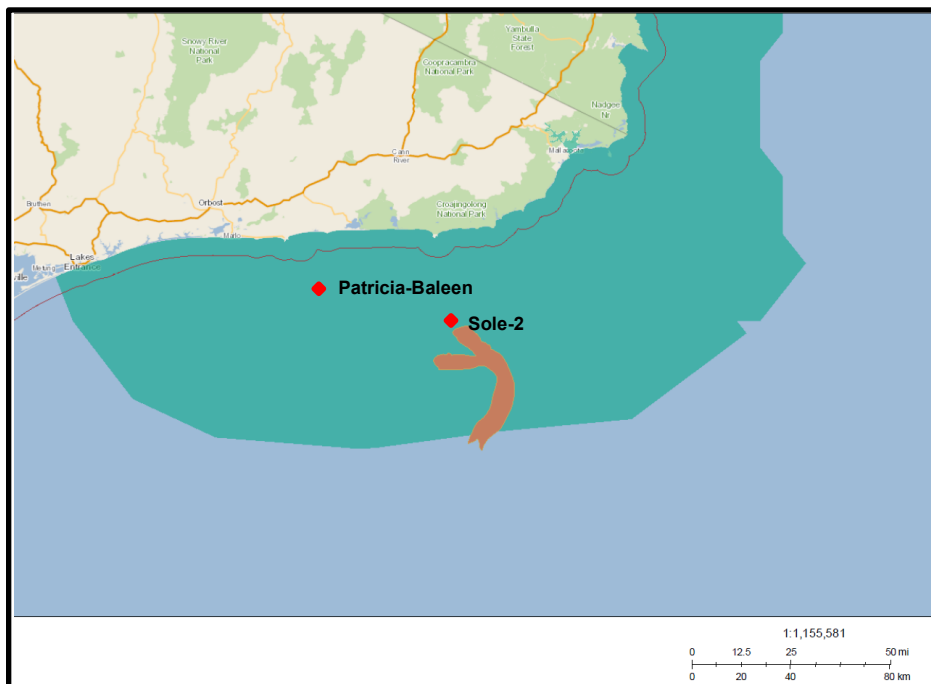 Snowy River
National
Park
Yambulla
State
Forest
Coopracambra
National Park
Nadgee
Nr
Cann
River
Bruthen
Orbost
Croajingolong
National Park
Marlo
Lakes
Entrance
Metung
ville
Patricia-Baleen
Sole-2
1:1,155,581
0 12.5 25 50 mi
0 20 40 80 km